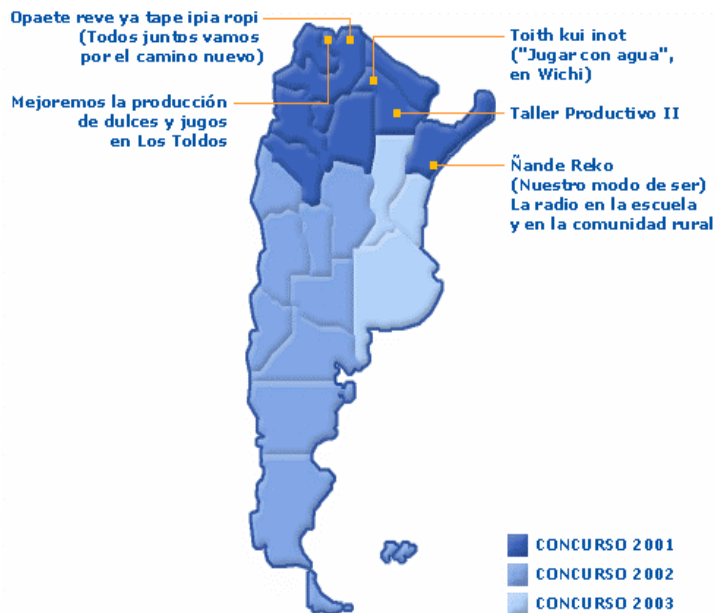 Opaete reve ya tape ipia ropi
(Todos juntos vamos
por el camino nuevo)
Mejoremos la producción
de dulces y jugos
en Los Toldos
Toith kui inot
("Jugar con agua",
en Wichi)
Taller Productivo II
Ñande Reko
(Nuestro modo de ser)
La radio en la escuela
y en la comunidad rural
CONCURSO 2001
CONCURSO 2002
CONCURSO 2003